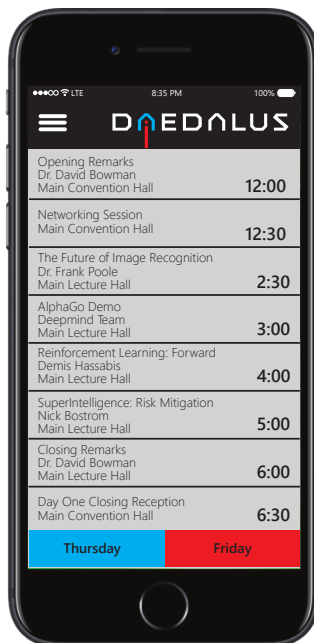 LTE 8:35 PM 100%
DAEDALUS
Opening Remarks
Dr. David Bowman
Main Convention Hall 12:00
Networking Session
Main Convention Hall 12:30
The Future of Image Recognition
Dr. Frank Poole
Main Lecture Hall 2:30
AlphaGo Demo
Deepmind Team
Main Lecture Hall 3:00
Reinforcement Learning: Forward
Demis Hassabis
Main Lecture Hall 4:00
SuperIntelligence: Risk Mitigation
Nick Bostrom
Main Lecture Hall 5:00
Closing Remarks
Dr. David Bowman
Main Lecture Hall 6:00
Day One Closing Reception
Main Convention Hall 6:30
Thursday Friday